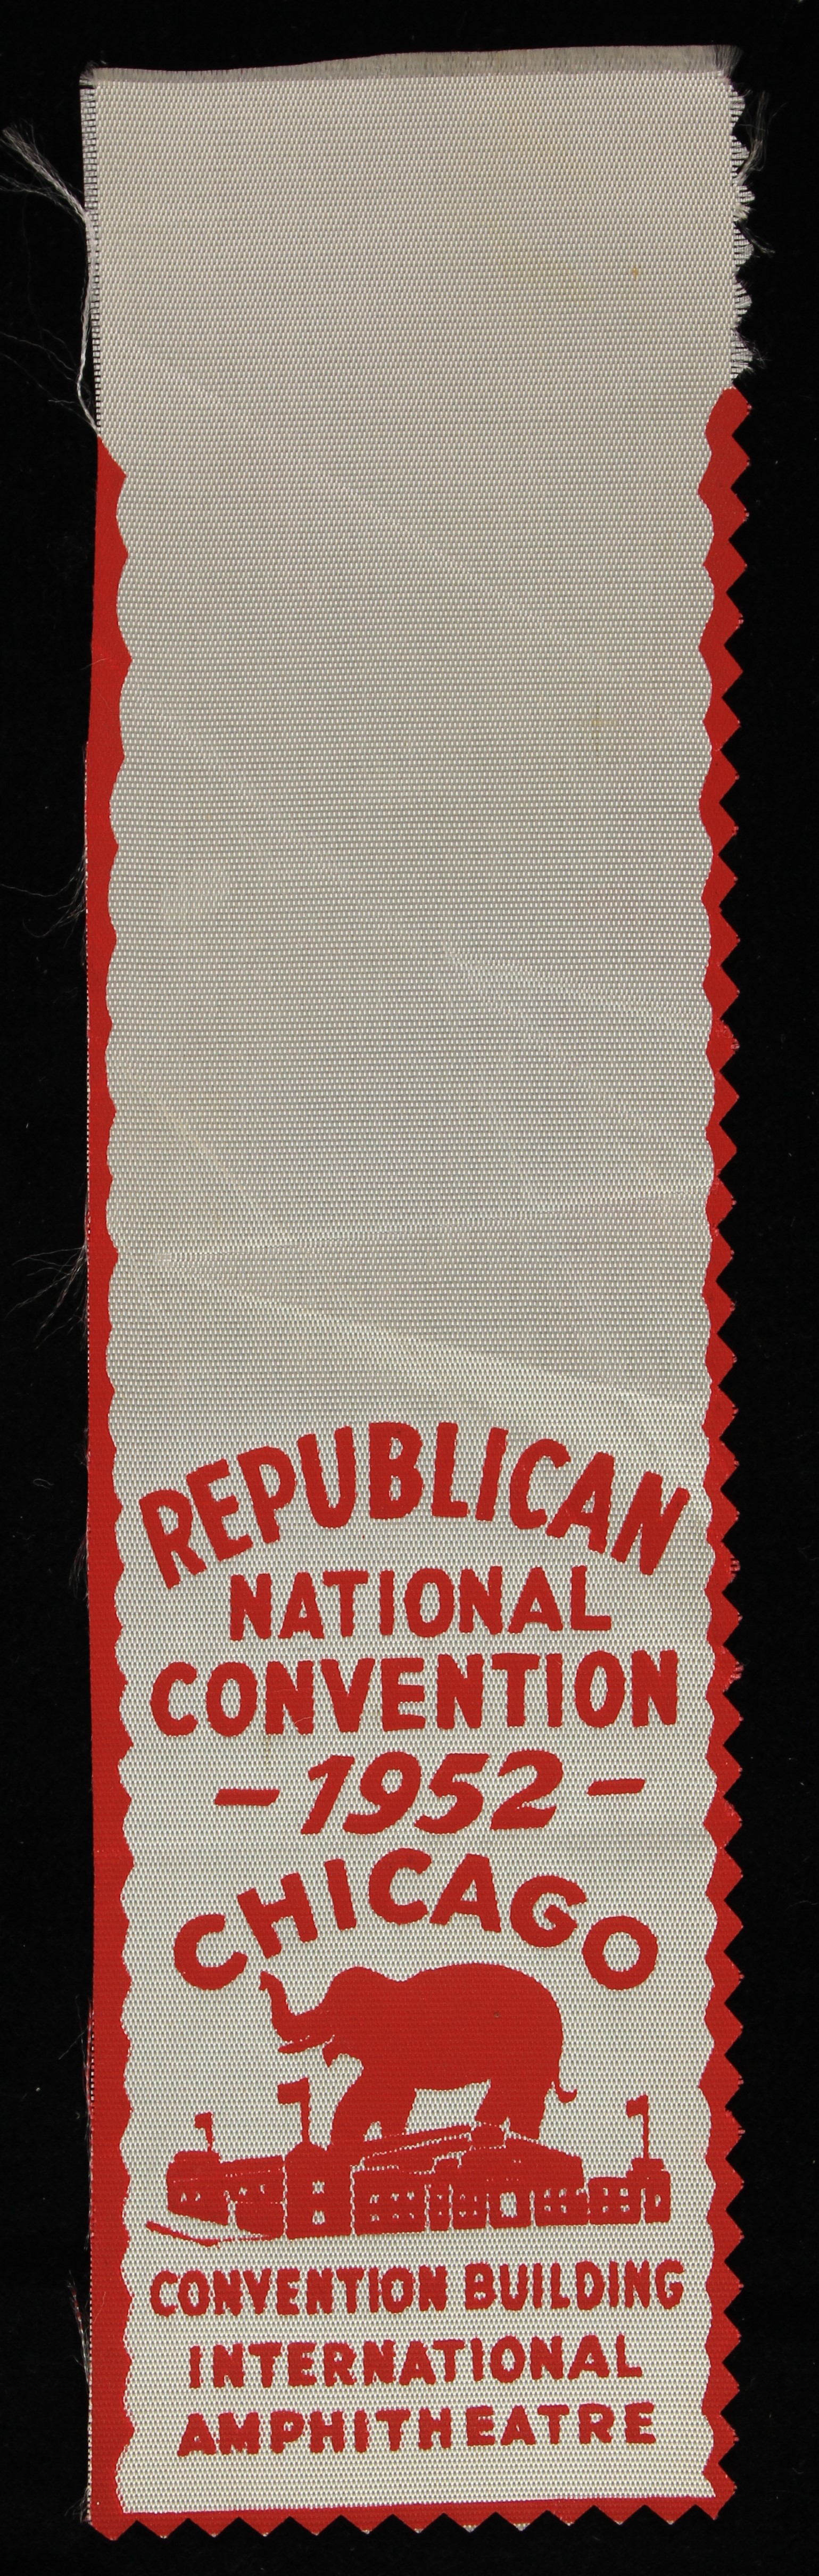 REPUBLICAN
NATIONAL
CONVENTION
- 1952 -
CHICAGO
CONVENTION BUILDING
INTERNATIONAL
AMPHITHEATRE